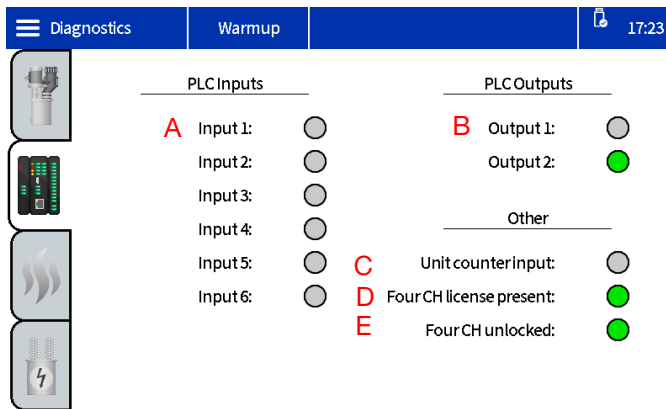 Diagnostics Warmup 17:23
PLC Inputs PLC Outputs
A Input 1: B Output 1:
Input 2: Output 2:
Input 3:
Input 4: Other
Input 5: C Unit counter input:
Input 6: D Four CH license present:
E Four CH unlocked: